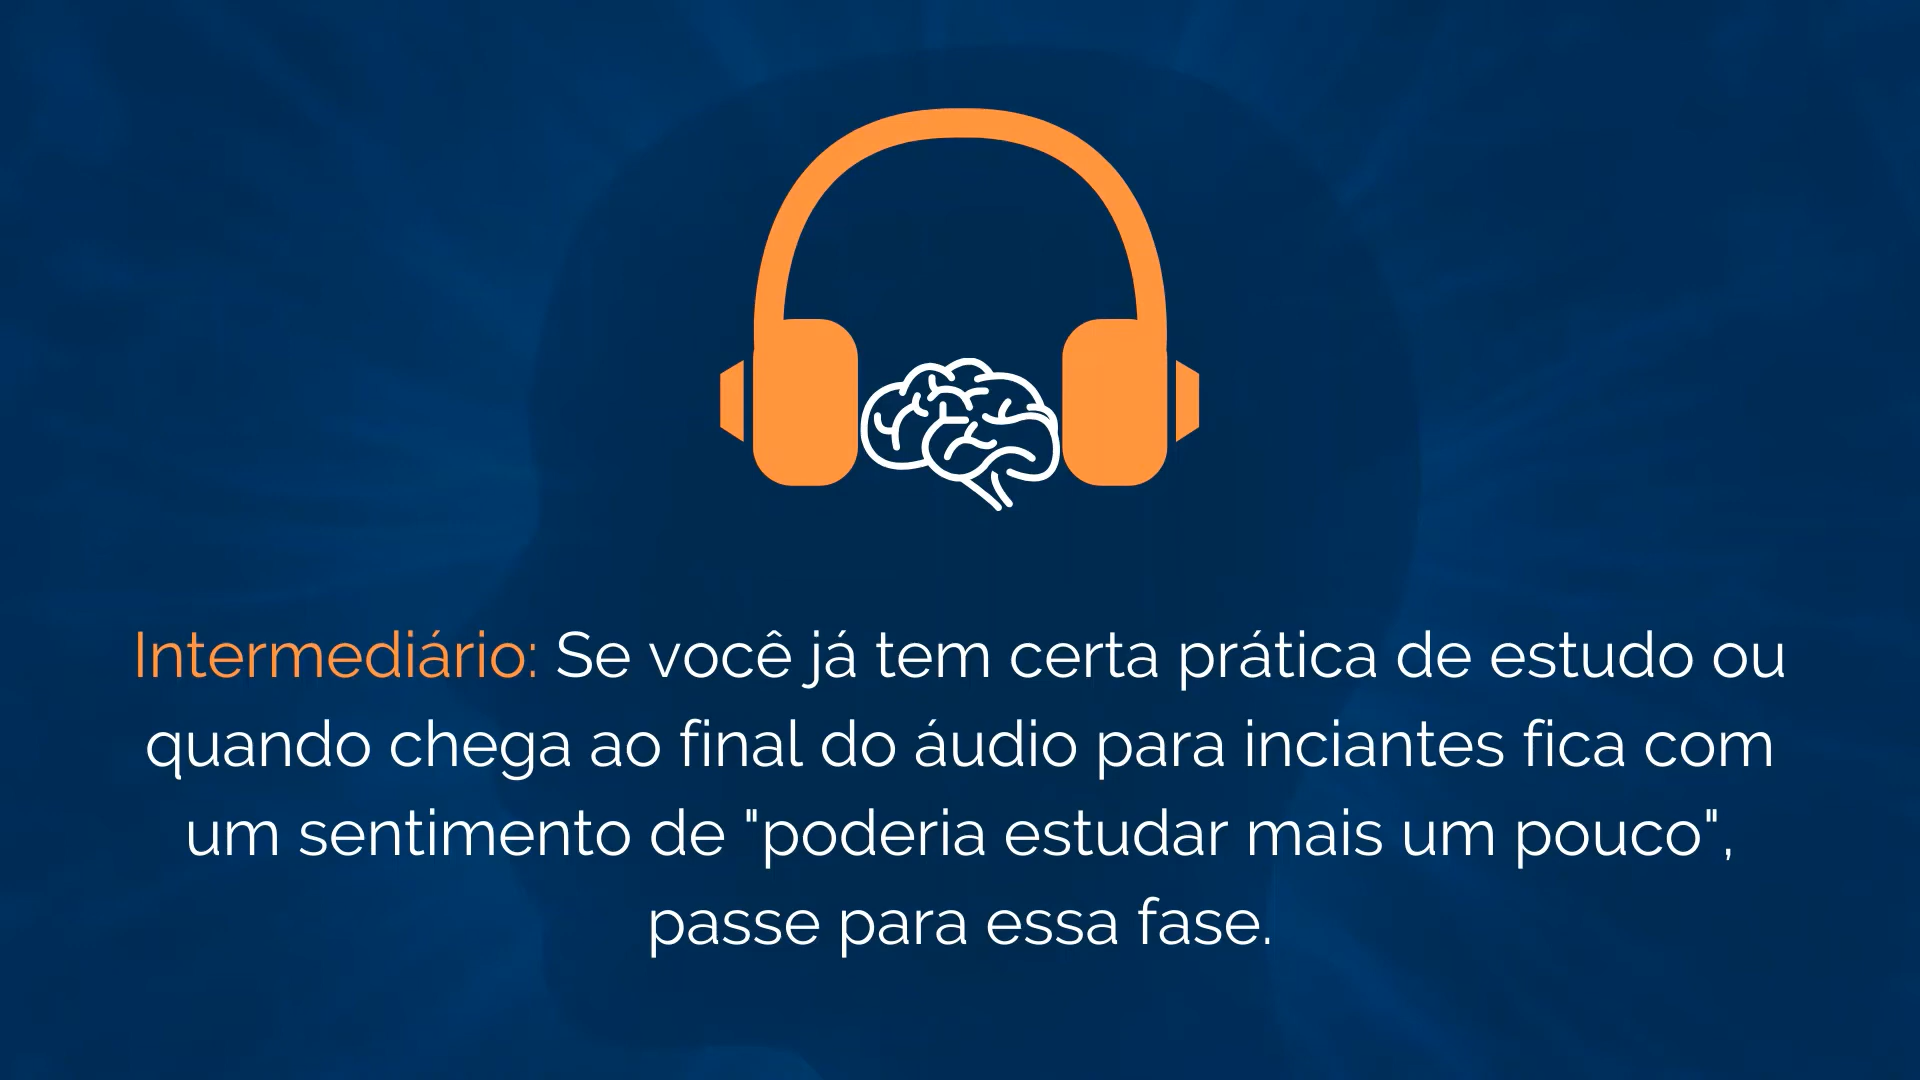 Intermediário: Se você já tem certa prática de estudo ou
quando chega ao final do áudio para inciantes fica com
um sentimento de "poderia estudar mais um pouco",
passe para essa fase.